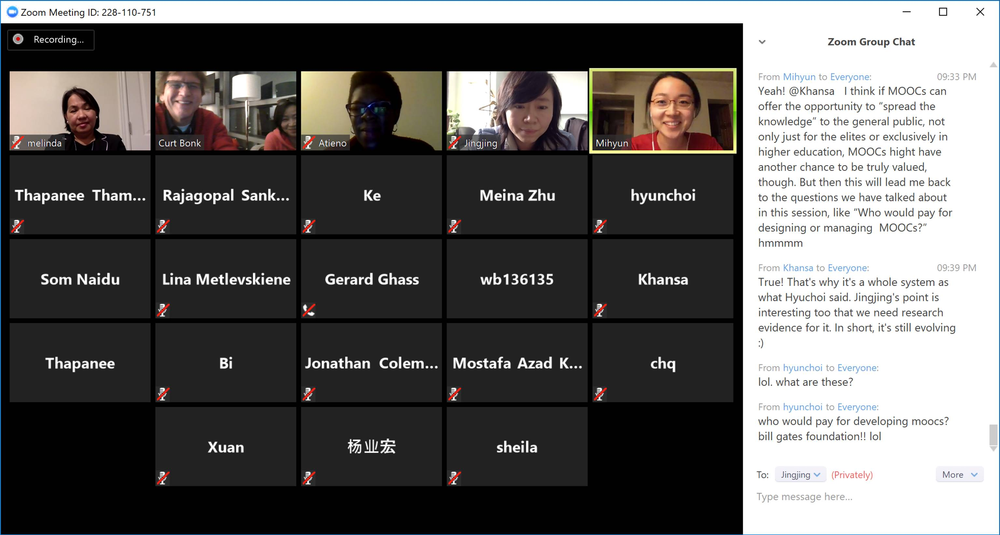 Zoom Meeting ID: 228-110-751
Recording...
melinda
Curt Bonk
Atieno
Jingjing
Mihyun
Thapanee Tham...
Rajagopal Sank...
Ke
Meina Zhu
hyunchoi
Som Naidu
Lina Metlevskiene
Gerard Ghass
wb136135
Khansa
Thapanee
Bi
Jonathan Colem...
Mostafa Azad K...
chq
Xuan
杨业宏
sheila
Zoom Group Chat
From Mihyun to Everyone: 09:33 PM
Yeah! @Khansa I think if MOOCs can
offer the opportunity to “spread the
knowledge” to the general public, not
only just for the elites or exclusively in
higher education, MOOCs hight have
another chance to be truly valued,
though. But then this will lead me back
to the questions we have talked about
in this session, like “Who would pay for
designing or managing MOOCs?”
hmmmm
From Khansa to Everyone: 09:39 PM
True! That's why it's a whole system as
what Hyuchoi said. Jingjing's point is
interesting too that we need research
evidence for it. In short, it's still evolving
:)
From hyunchoi to Everyone:
lol. what are these?
From hyunchoi to Everyone:
who would pay for developing moocs?
bill gates foundation!! lol
To: Jingjing (Privately) More
Type message here...